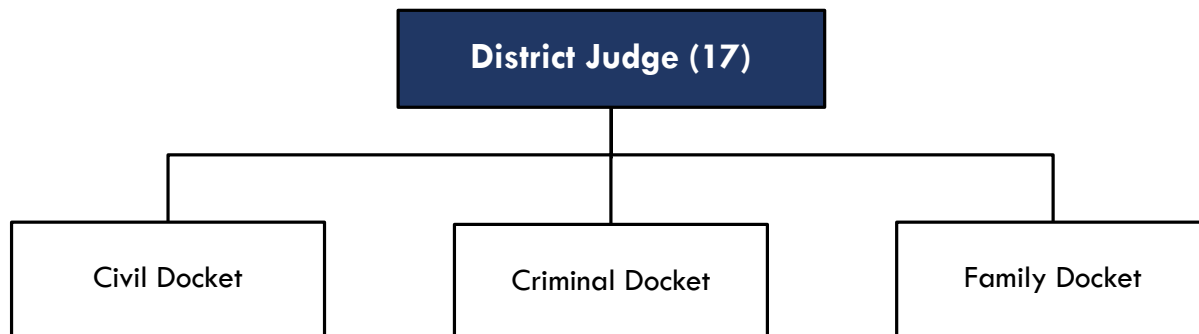 District Judge (17)
Civil Docket
Criminal Docket
Family Docket